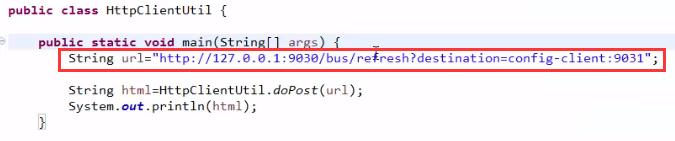 public class HttpClientUtil {
public static void main(String[] args) {
String url="http://127.0.0.1:9030/bus/refresh?destination=config-client:9031";
String html=HttpClientUtil.doPost(url);
System.out.println(html);
}